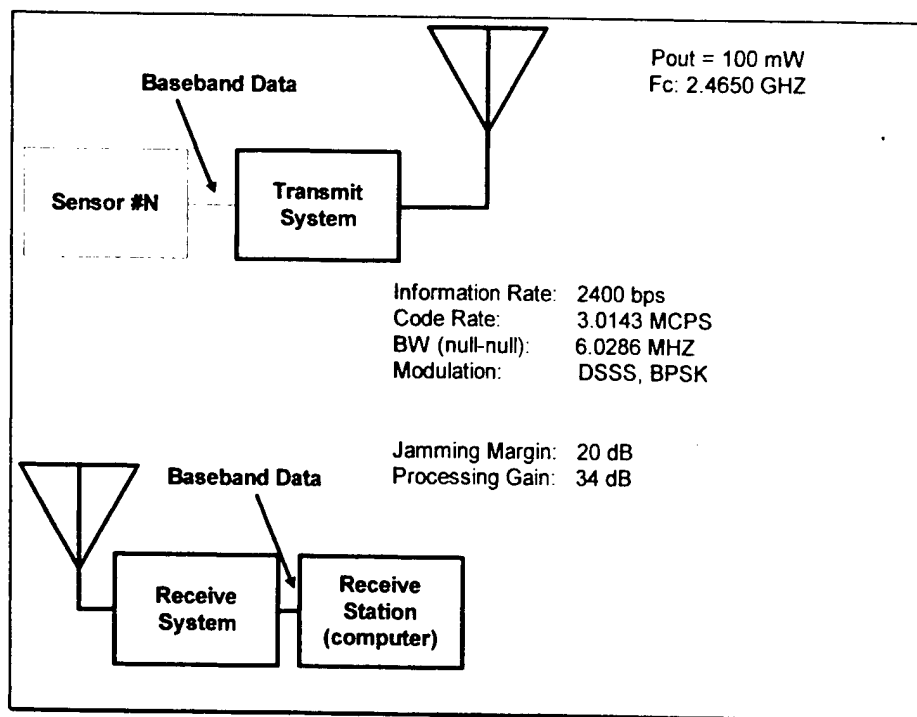 Pout = 100 mW
Fc: 2.4650 GHZ
Baseband Data
Sensor #N
Transmit
System
Information Rate: 2400 bps
Code Rate: 3.0143 MCPS
BW (null-null): 6.0286 MHZ
Modulation: DSSS, BPSK
Jamming Margin: 20 dB
Processing Gain: 34 dB
Baseband Data
Receive
System
Receive
Station
(computer)